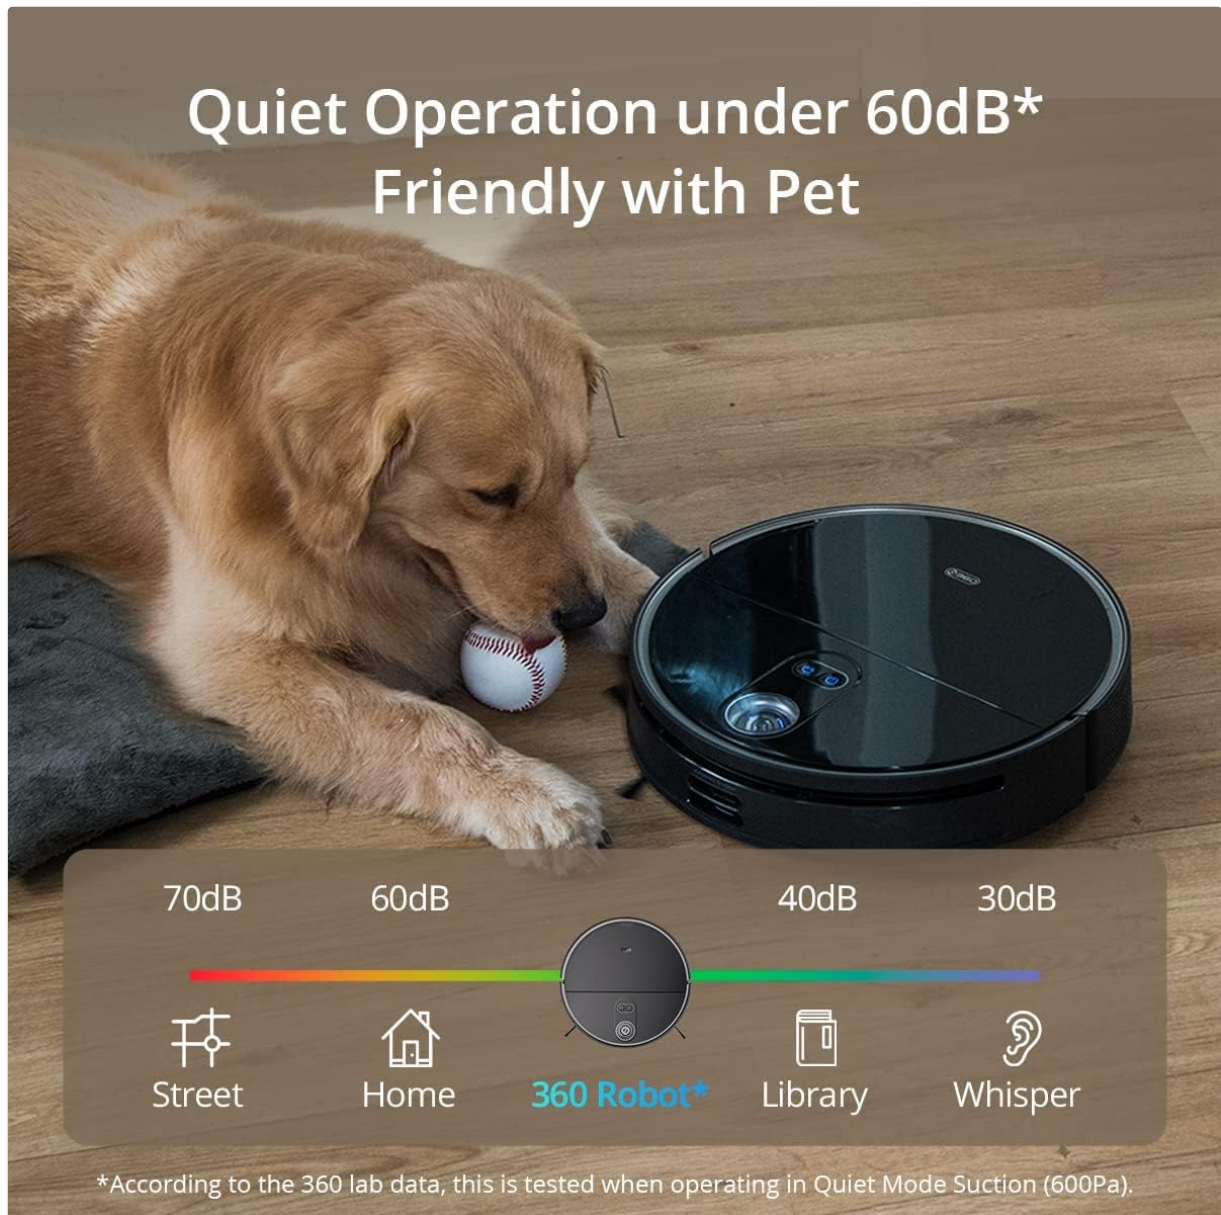 Quiet Operation under 60dB*
Friendly with Pet
70dB 60dB 40dB 30dB
Street Home 360 Robot* Library Whisper
*According to the 360 lab data, this is tested when operating in Quiet Mode Suction (600Pa).